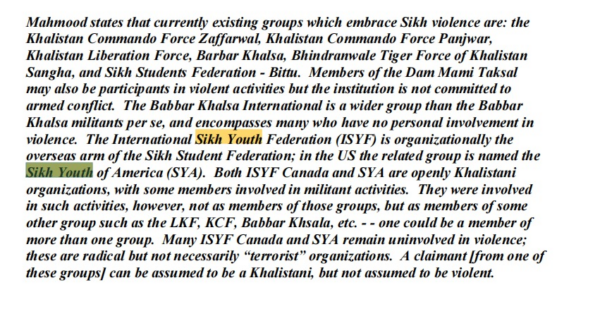 Mahmood states that currently existing groups which embrace Sikh violence are: the
Khalistan Commando Force Zaffarwal, Khalistan Commando Force Panjwar,
Khalistan Liberation Force, Barbar Khalsa, Bhindranwale Tiger Force of Khalistan
Sangha, and Sikh Students Federation - Bittu. Members of the Dam Mami Taksal
may also be participants in violent activities but the institution is not committed to
armed conflict. The Babbar Khalsa International is a wider group than the Babbar
Khalsa militants per se, and encompasses many who have no personal involvement in
violence. The International Sikh Youth Federation (ISYF) is organizationally the
overseas arm of the Sikh Student Federation; in the US the related group is named the
Sikh Youth of America (SYA). Both ISYF Canada and SYA are openly Khalistani
organizations, with some members involved in militant activities. They were involved
in such activities, however, not as members of those groups, but as members of some
other group such as the LKF, KCF, Babbar Khsala, etc. - - one could be a member of
more than one group. Many ISYF Canada and SYA remain uninvolved in violence;
these are radical but not necessarily “terrorist” organizations. A claimant [from one of
these groups] can be assumed to be a Khalistani, but not assumed to be violent.